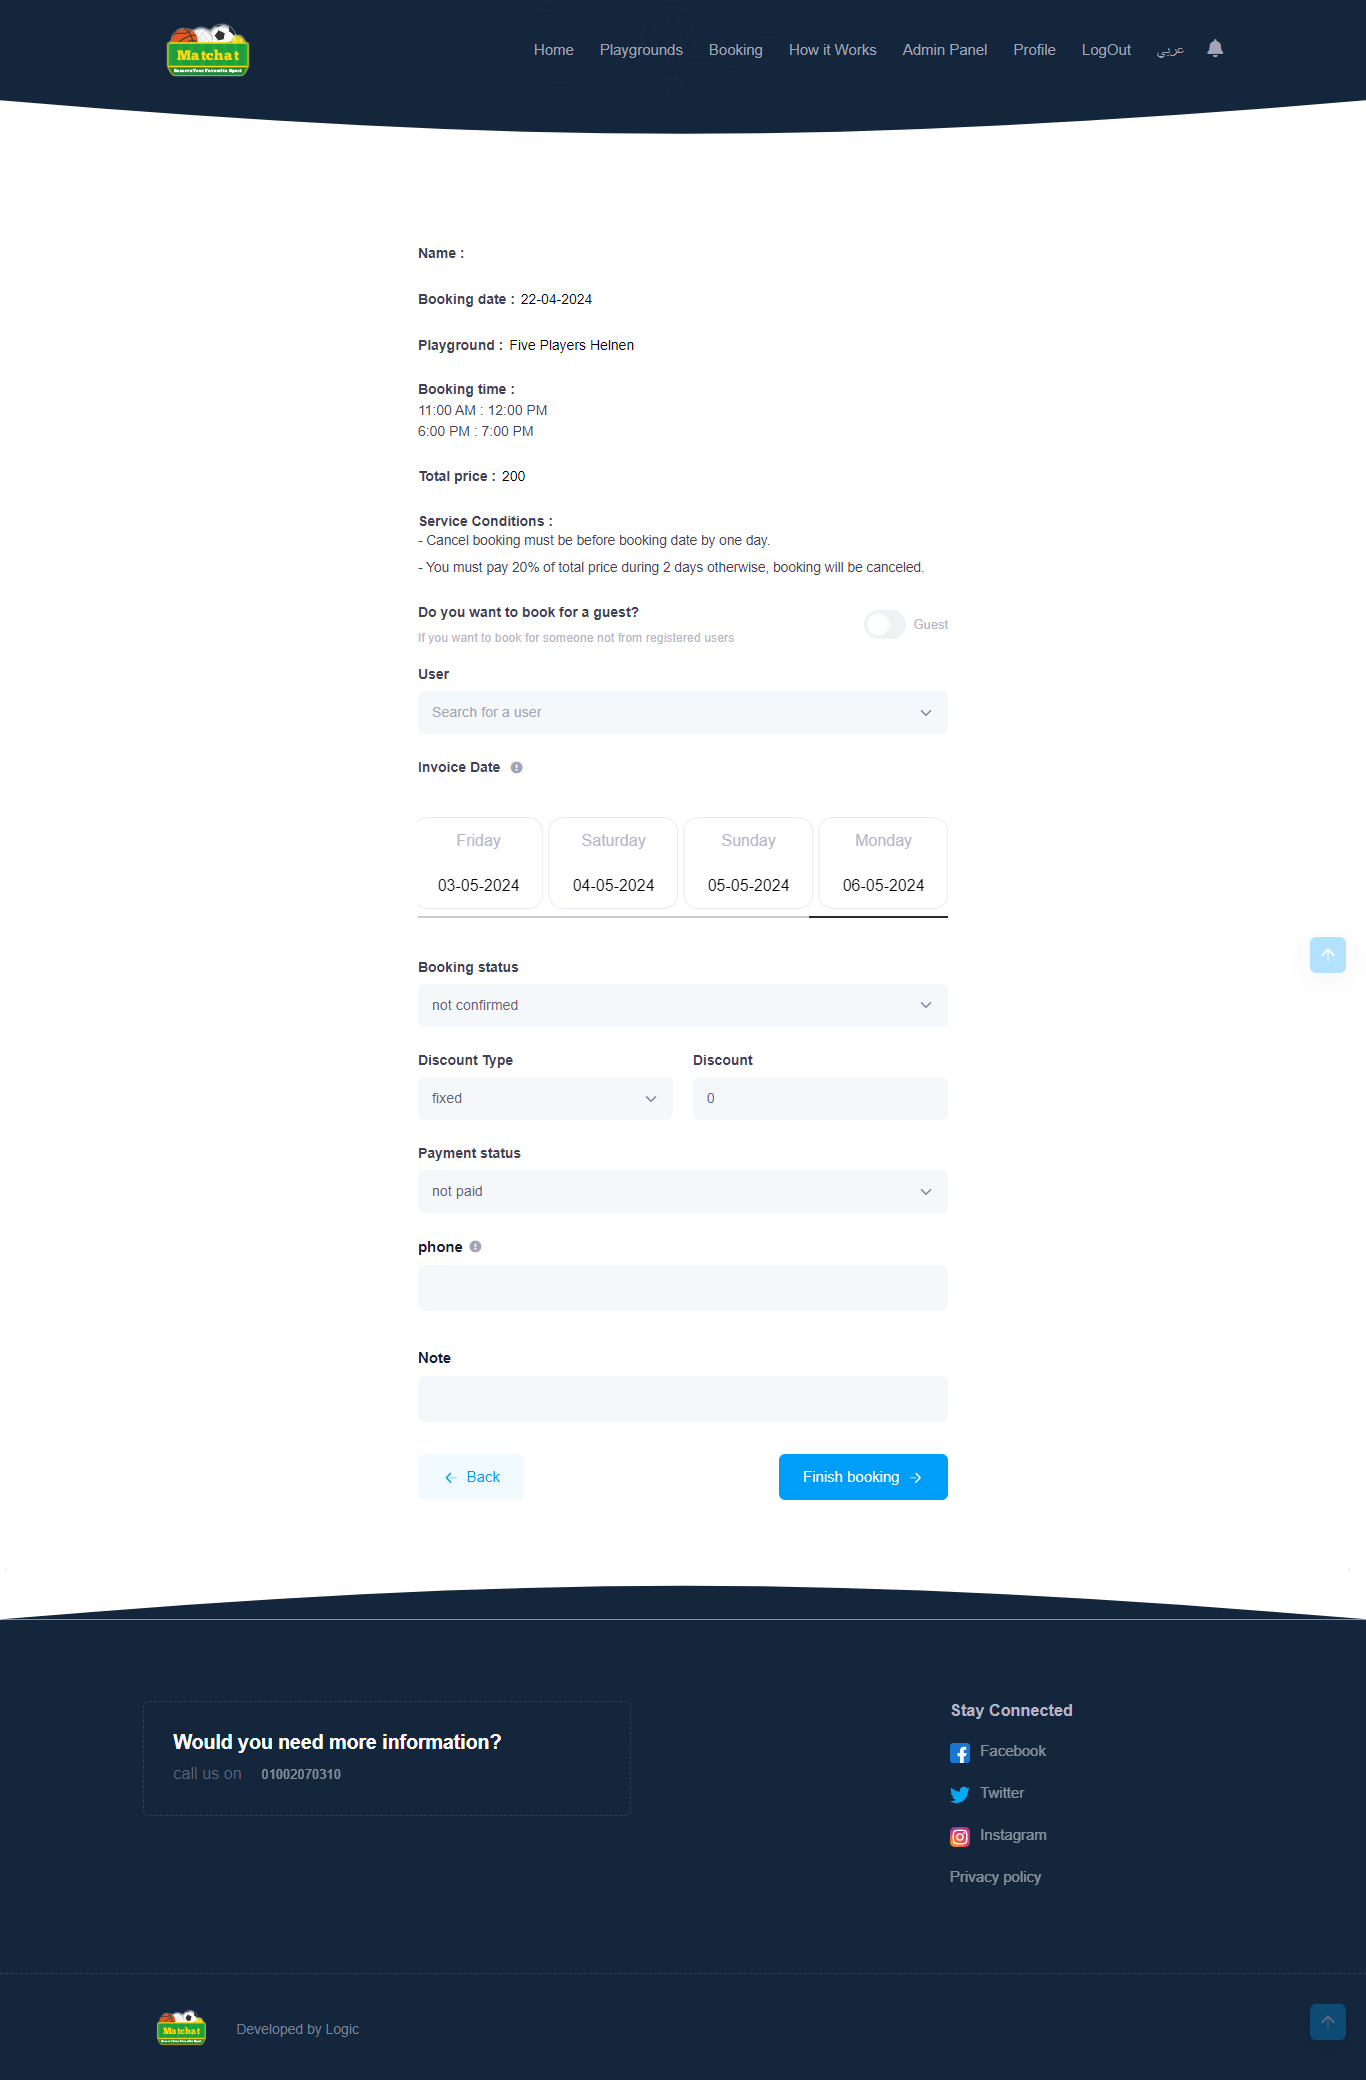 Matchat
Reserve Your Favorite Sport
Home Playgrounds Booking How it Works Admin Panel Profile LogOut عربي
Name :
Booking date : 22-04-2024
Playground : Five Players Helnen
Booking time :
11:00 AM : 12:00 PM
6:00 PM : 7:00 PM
Total price : 200
Service Conditions :
- Cancel booking must be before booking date by one day.
- You must pay 20% of total price during 2 days otherwise, booking will be canceled.
Do you want to book for a guest?
If you want to book for someone not from registered users
Guest
User
Search for a user
Invoice Date
Friday Saturday Sunday Monday
03-05-2024 04-05-2024 05-05-2024 06-05-2024
Booking status
not confirmed
Discount Type Discount
fixed 0
Payment status
not paid
phone
Note
Back Finish booking
Would you need more information?
call us on 01002070310
Stay Connected
Facebook
Twitter
Instagram
Privacy policy
Matchat
Reserve Your Favorite Sport
Developed by Logic